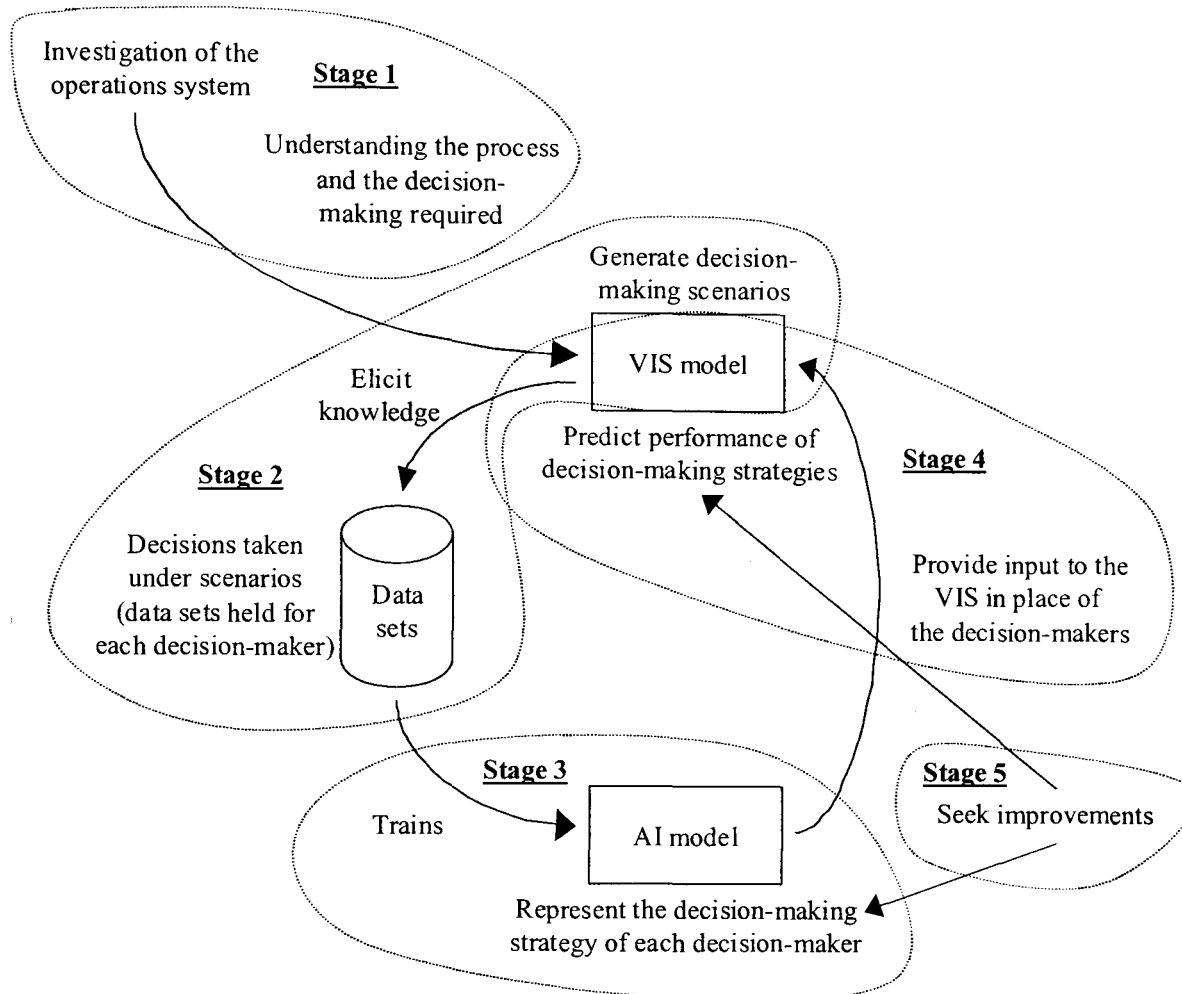 Investigation of the
operations system
Stage 1
Understanding the process
and the decision-
making required
Generate decision-
making scenarios
VIS model
Elicit
knowledge
Predict performance of
decision-making strategies
Stage 4
Stage 2
Decisions taken
under scenarios
(data sets held for
each decision-maker)
Data
sets
Provide input to the
VIS in place of
the decision-makers
Stage 3
Trains
AI model
Stage 5
Seek improvements
Represent the decision-making
strategy of each decision-maker